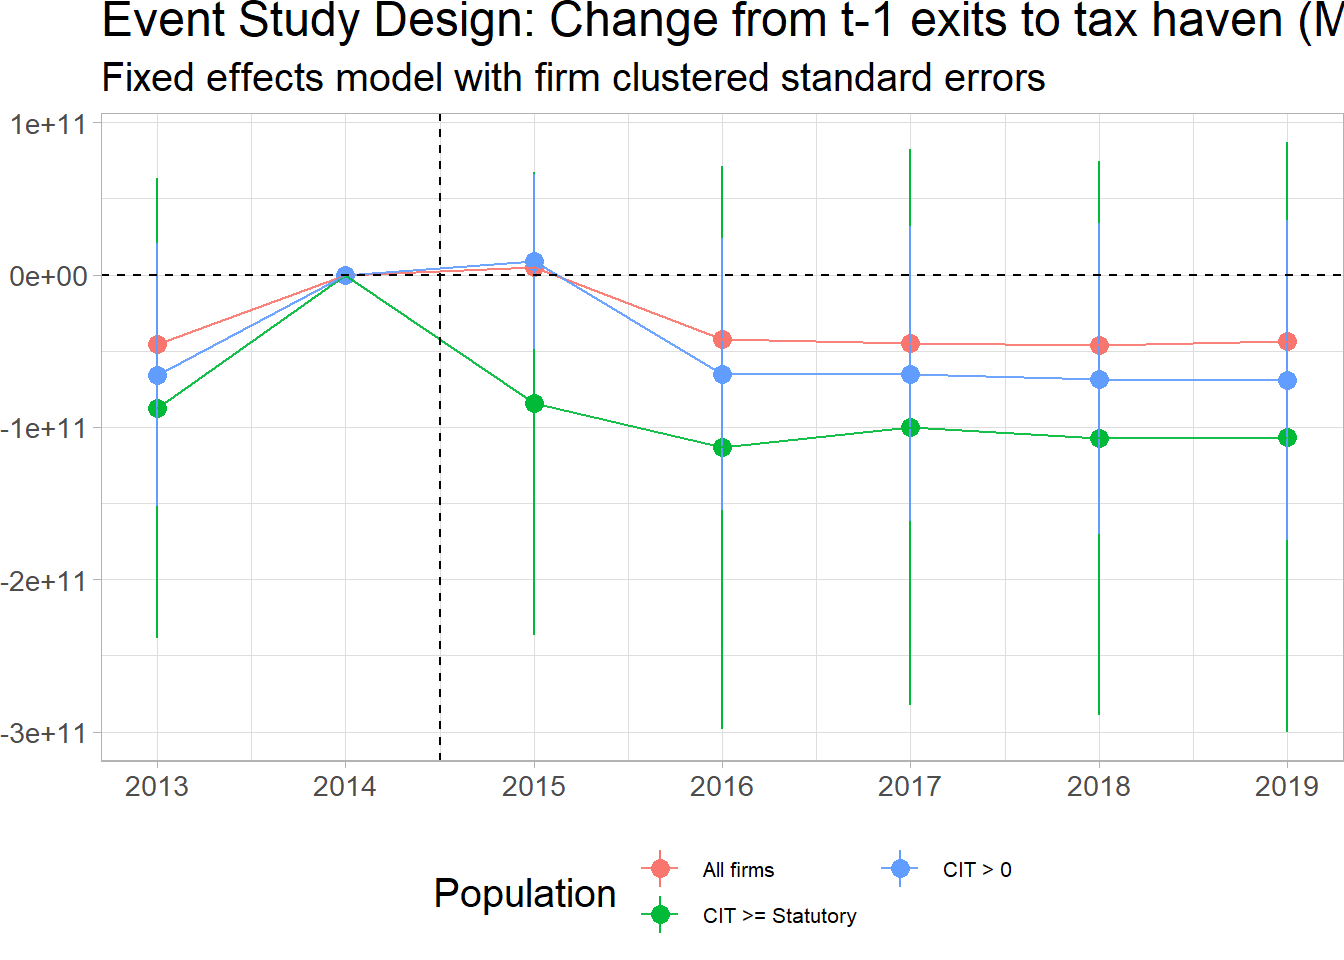 Event Study Design: Change from t-1 exits to tax haven (M
Fixed effects model with firm clustered standard errors
1e+11
0e+00
-1e+11
-2e+11
-3e+11
2013 2014 2015 2016 2017 2018 2019
Population
All firms
CIT >= Statutory
CIT > 0